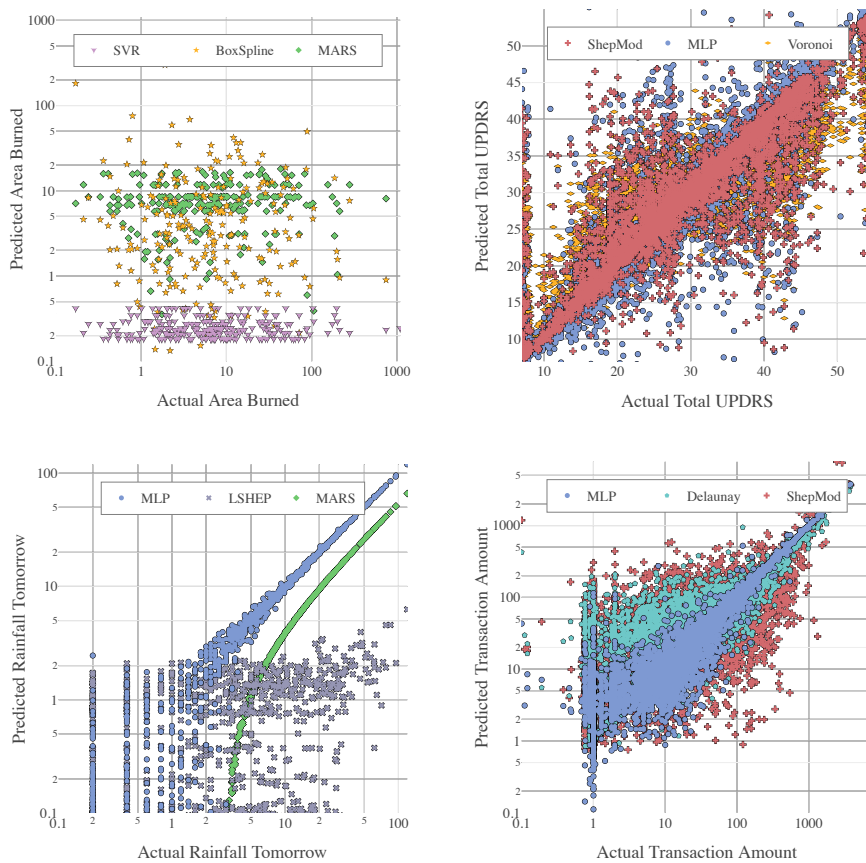 1000
SVR BoxSpline MARS
5
2
100
5
2
10
5
2
1
5
2
0.1
0.1 1 10 100 1000
Predicted Area Burned
Actual Area Burned
50
ShepMod MLP Voronoi
45
40
35
30
25
20
15
10
10 20 30 40 50
Predicted Total UPDRS
Actual Total UPDRS
100
MLP LSHEP MARS
5
2
10
5
2
1
5
2
0.1
0.1 2 5 1 2 5 10 2 5 100
Predicted Rainfall Tomorrow
Actual Rainfall Tomorrow
5
MLP Delaunay ShepMod
2
1000
5
2
100
5
2
10
5
2
1
5
2
0.1
0.1 1 10 100 1000
Predicted Transaction Amount
Actual Transaction Amount